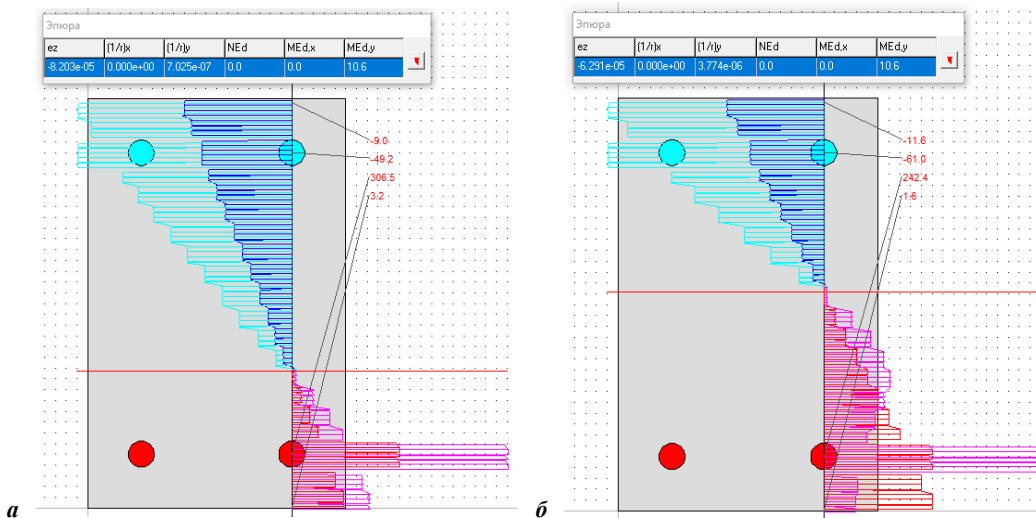 Эпюра
ez (1/r)x (1/r)y NEd MEd,x MEd,y
-8.203e-05 0.000e+00 7.025e-07 0.0 0.0 10.6
-9.0
-49.2
306.5
3.2
а
Эпюра
ez (1/r)x (1/r)y NEd MEd,x MEd,y
-6.291e-05 0.000e+00 3.774e-06 0.0 0.0 10.6
-11.6
-61.0
242.4
1.6
б